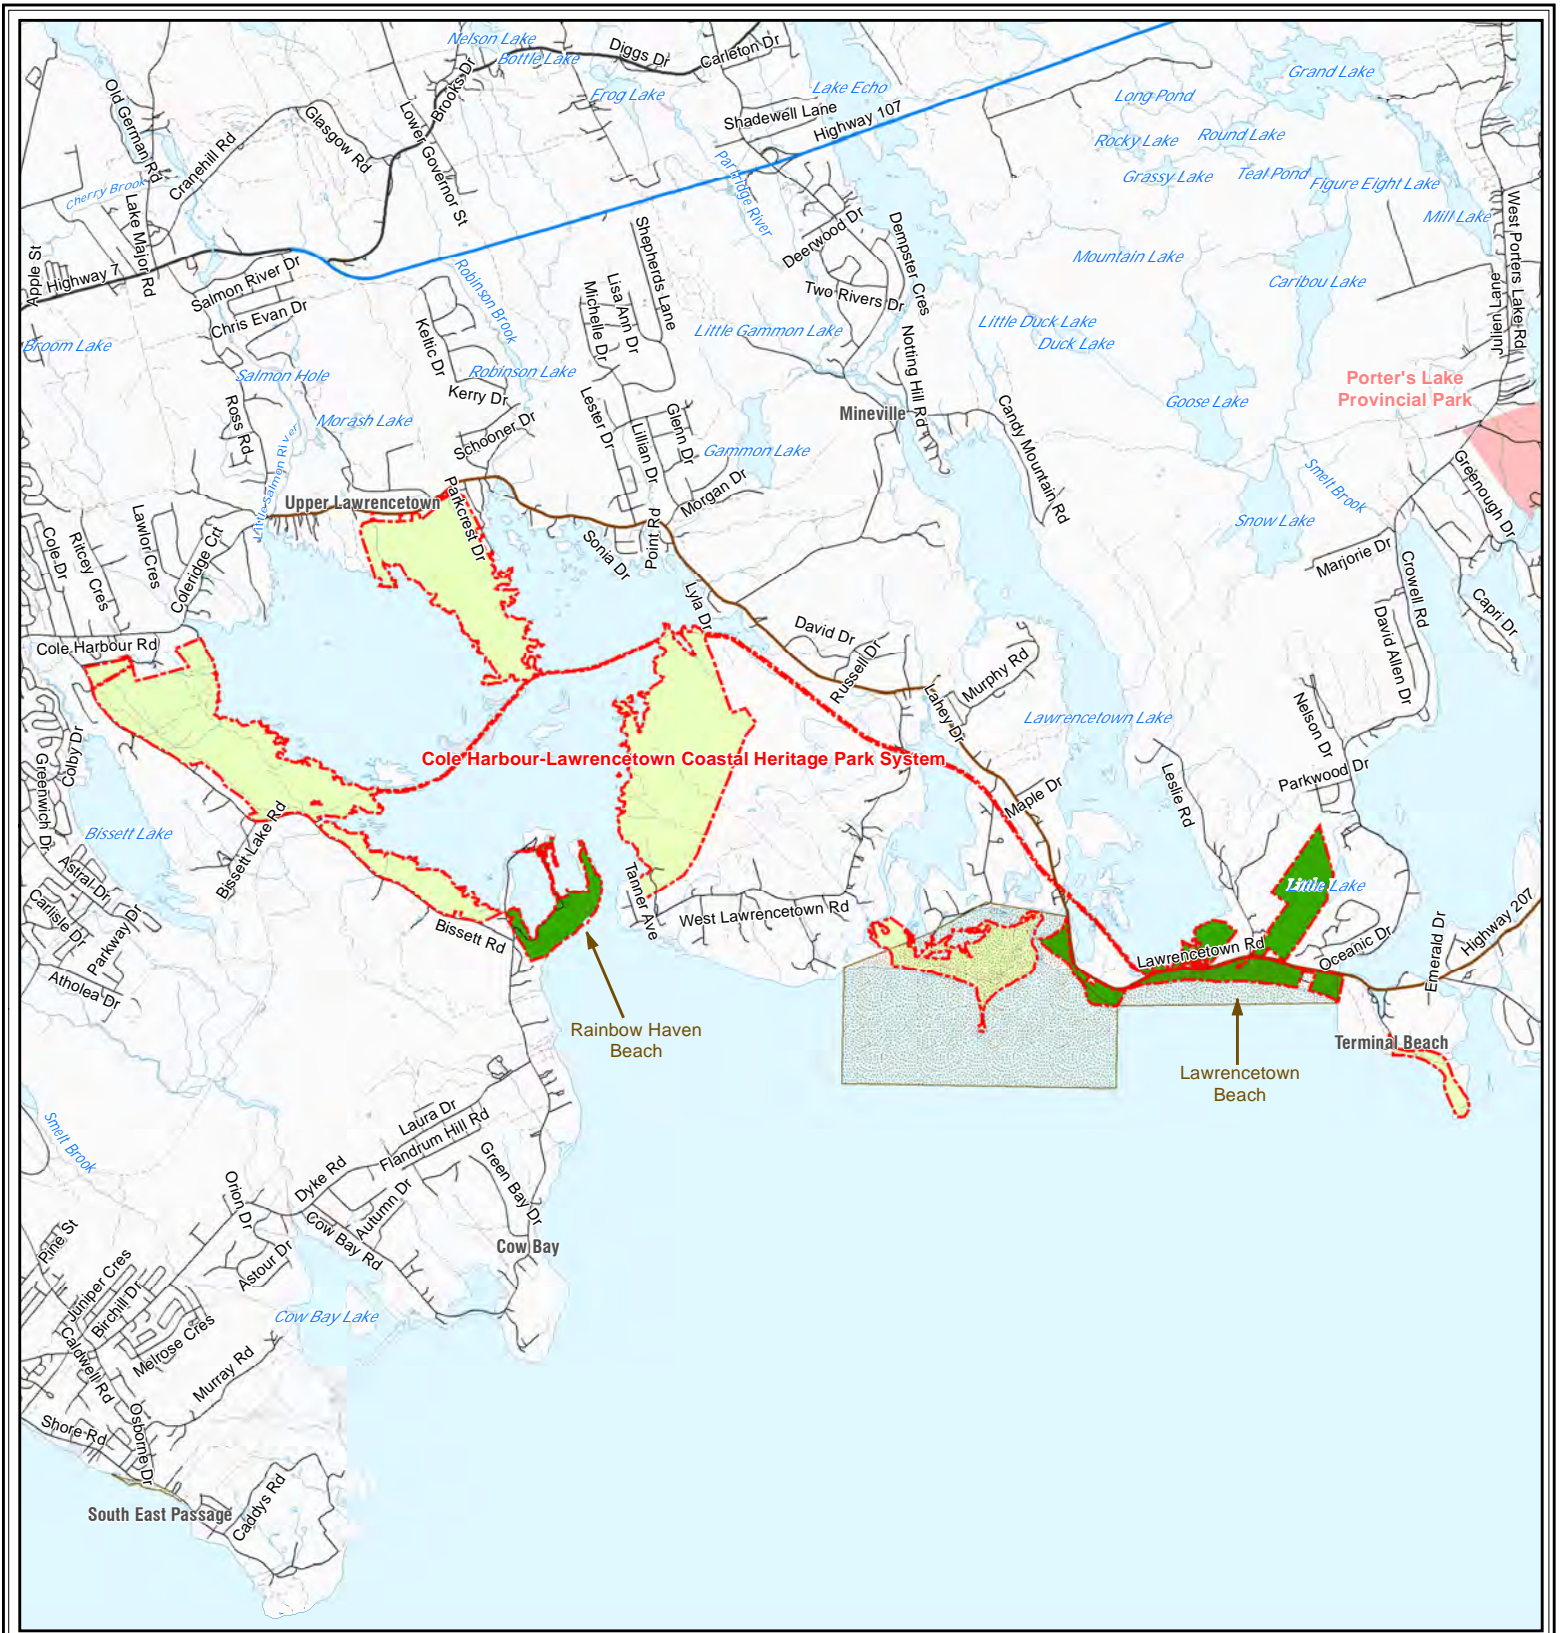 Nelson Lake
Bottle Lake
Diggs Dr
Carleton Dr
Brooks Dr
Frog Lake
Lake Echo
Grand Lake
Long Pond
Old German Rd
Glasgow Rd
Lower Governor St
Shadewell Lane
Highway 107
Rocky Lake
Round Lake
Cranehill Rd
Partridge River
Grassy Lake
Teal Pond
Figure Eight Lake
Cherry Brook
Lake Major Rd
Mill Lake
West Porters Lake Rd
Shepherds Lane
Deerwood Dr
Dempster Cres
Mountain Lake
Apple St
Highway 7
Salmon River Dr
Robinson Brook
Lisa Ann Dr
Michelle Dr
Two Rivers Dr
Caribou Lake
Julien Lane
Chris Evan Dr
Keltic Dr
Little Gammon Lake
Little Duck Lake
Duck Lake
Broom Lake
Notting Hill Rd
Salmon Hole
Robinson Lake
Kerry Dr
Porter's Lake
Provincial Park
Goose Lake
Ross Rd
Morash Lake
Schooner Dr
Lester Dr
Lillian Dr
Glenn Dr
Mineville
Candy Mountain Rd
Gammon Lake
Little Salmon River
Morgan Dr
Smelt Brook
Greenough Dr
Upper Lawrencetown
Parkcrest Dr
Snow Lake
Cole Dr
Ritcey Cres
Lawlor Cres
Coleridge Crt
Sonia Dr
Point Rd
Marjorie Dr
Crowell Rd
Lyla Dr
Capri Dr
Cole Harbour Rd
David Dr
Russell Dr
Murphy Rd
David Allen Dr
Lahey Dr
Lawrencetown Lake
Nelson Dr
Colby Dr
Greenwich Dr
Cole Harbour-Lawrencetown Coastal Heritage Park System
Leslie Rd
Parkwood Dr
Maple Dr
Bissett Lake
Bissett Lake Rd
Astral Dr
Carlisle Dr
Parkway Dr
Tanner Ave
Little Lake
Bissett Rd
West Lawrencetown Rd
Lawrencetown Rd
Oceanic Dr
Emerald Dr
Highway 207
Atholea Dr
Rainbow Haven
Beach
Terminal Beach
Lawrencetown
Beach
Smelt Brook
Laura Dr
Flandrum Hill Rd
Green Bay Dr
Dyke Rd
Orion Dr
Autumn Dr
Cow Bay Rd
Cow Bay
Pine St
Astour Dr
Juniper Cres
Birchill Dr
Cow Bay Lake
Melrose Cres
Caldwell Rd
Murray Rd
Shore Rd
Osborne Dr
Caddys Rd
South East Passage